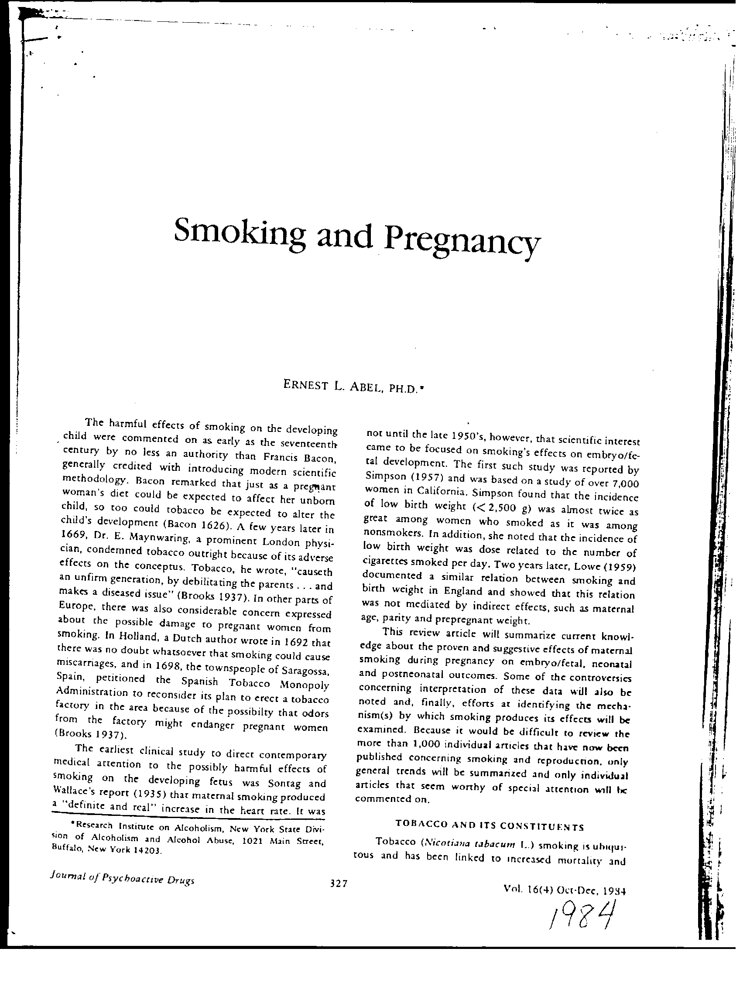 Smoking and Pregnancy
ERNEST L. ABEL, PH.D.*
The harmful effects of smoking on the developing
child were commented on as early as the seventeenth
century by no less an authority than Francis Bacon,
generally credited with introducing modern scientific
methodology. Bacon remarked that just as a pregnant
woman's diet could be expected to affect her unborn
child, so too could tobacco be expected to alter the
child's development (Bacon 1626). A few years later in
1669, Dr. E. Maynwaring, a prominent London physi-
cian, condemned tobacco outright because of its adverse
effects on the conceptus. Tobacco, he wrote, "causeth
an unfirm generation, by debilitating the parents . . . and
makes a diseased issue" (Brooks 1937). In other parts of
Europe, there was also considerable concern expressed
about the possible damage to pregnant women from
smoking. In Holland, a Dutch author wrote in 1692 that
there was no doubt whatsoever that smoking could cause
miscarriages, and in 1698, the townspeople of Saragossa,
Spain, petitioned the Spanish Tobacco Monopoly
Administration to reconsider its plan to erect a tobacco
factory in the area because of the possibilty that odors
from the factory might endanger pregnant women
(Brooks 1937).
The earliest clinical study to direct contemporary
medical attention to the possibly harmful effects of
smoking on the developing fetus was Sontag and
Wallace's report (1935) that maternal smoking produced
a "definite and real" increase in the heart rate. It was
*Research Institute on Alcoholism, New York State Divi-
sion of Alcoholism and Alcohol Abuse, 1021 Main Street,
Buffalo, New York 14203.
not until the late 1950's, however, that scientific interest
came to be focused on smoking's effects on embryo/fe-
tal development. The first such study was reported by
Simpson (1957) and was based on a study of over 7,000
women in California. Simpson found that the incidence
of low birth weight (< 2,500 g) was almost twice as
great among women who smoked as it was among
nonsmokers. In addition, she noted that the incidence of
low birth weight was dose related to the number of
cigarettes smoked per day. Two years later, Lowe (1959)
documented a similar relation between smoking and
birth weight in England and showed that this relation
was not mediated by indirect effects, such as maternal
age, parity and prepregnant weight.
This review article will summarize current knowl-
edge about the proven and suggestive effects of maternal
smoking during pregnancy on embryo/fetal, neonatal
and postneonatal outcomes. Some of the controversies
concerning interpretation of these data will also be
noted and, finally, efforts at identifying the mecha-
nism(s) by which smoking produces its effects will be
examined. Because it would be difficult to review the
more than 1,000 individual articles that have now been
published concerning smoking and reproduction, only
general trends will be summarized and only individual
articles that seem worthy of special attention will be
commented on.
TOBACCO AND ITS CONSTITUENTS
Tobacco (Nicotiana tabacum L.) smoking is ubiqui-
tous and has been linked to increased mortality and
Journal of Psychoactive Drugs
327
Vol. 16(4) Oct-Dec, 1984
1984